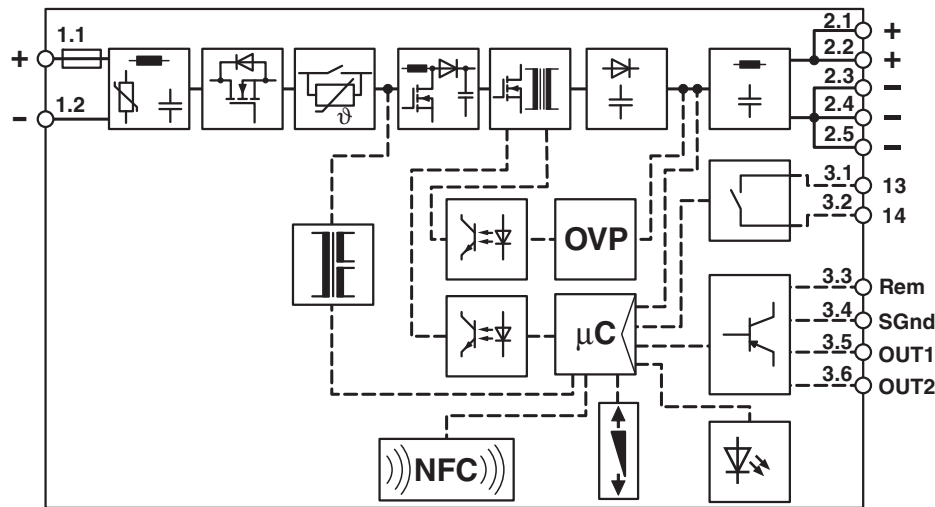 1.1
+
1.2
−
ϑ
2.1
+
2.2
+
2.3
−
2.4
−
2.5
−
3.1
13
3.2
14
OVP
3.3
Rem
3.4
SGnd
µC
3.5
OUT1
3.6
OUT2
NFC